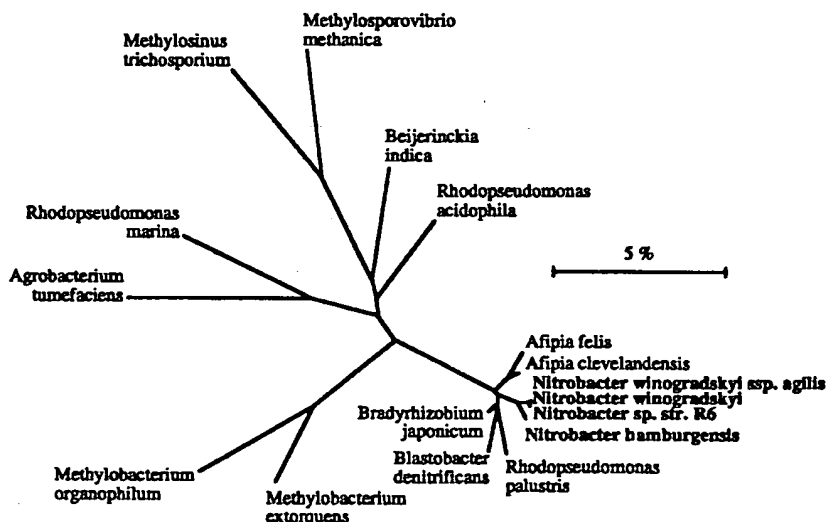 Methylosporovibrio
methanica
Methylosinus
trichosporium
Beijerinckia
indica
Rhodopseudomonas
acidophila
Rhodopseudomonas
marina
5 %
Agrobacterium
tumefaciens
Afipia felis
Afipia clevelandensis
Nitrobacter winogradskyi ssp. agilis
Nitrobacter winogradskyi
Nitrobacter sp. str. R6
Nitrobacter hamburgensis
Bradyrhizobium
japonicum
Blastobacter
denitrificans
Rhodopseudomonas
palustris
Methylobacterium
organophilum
Methylobacterium
extorquens